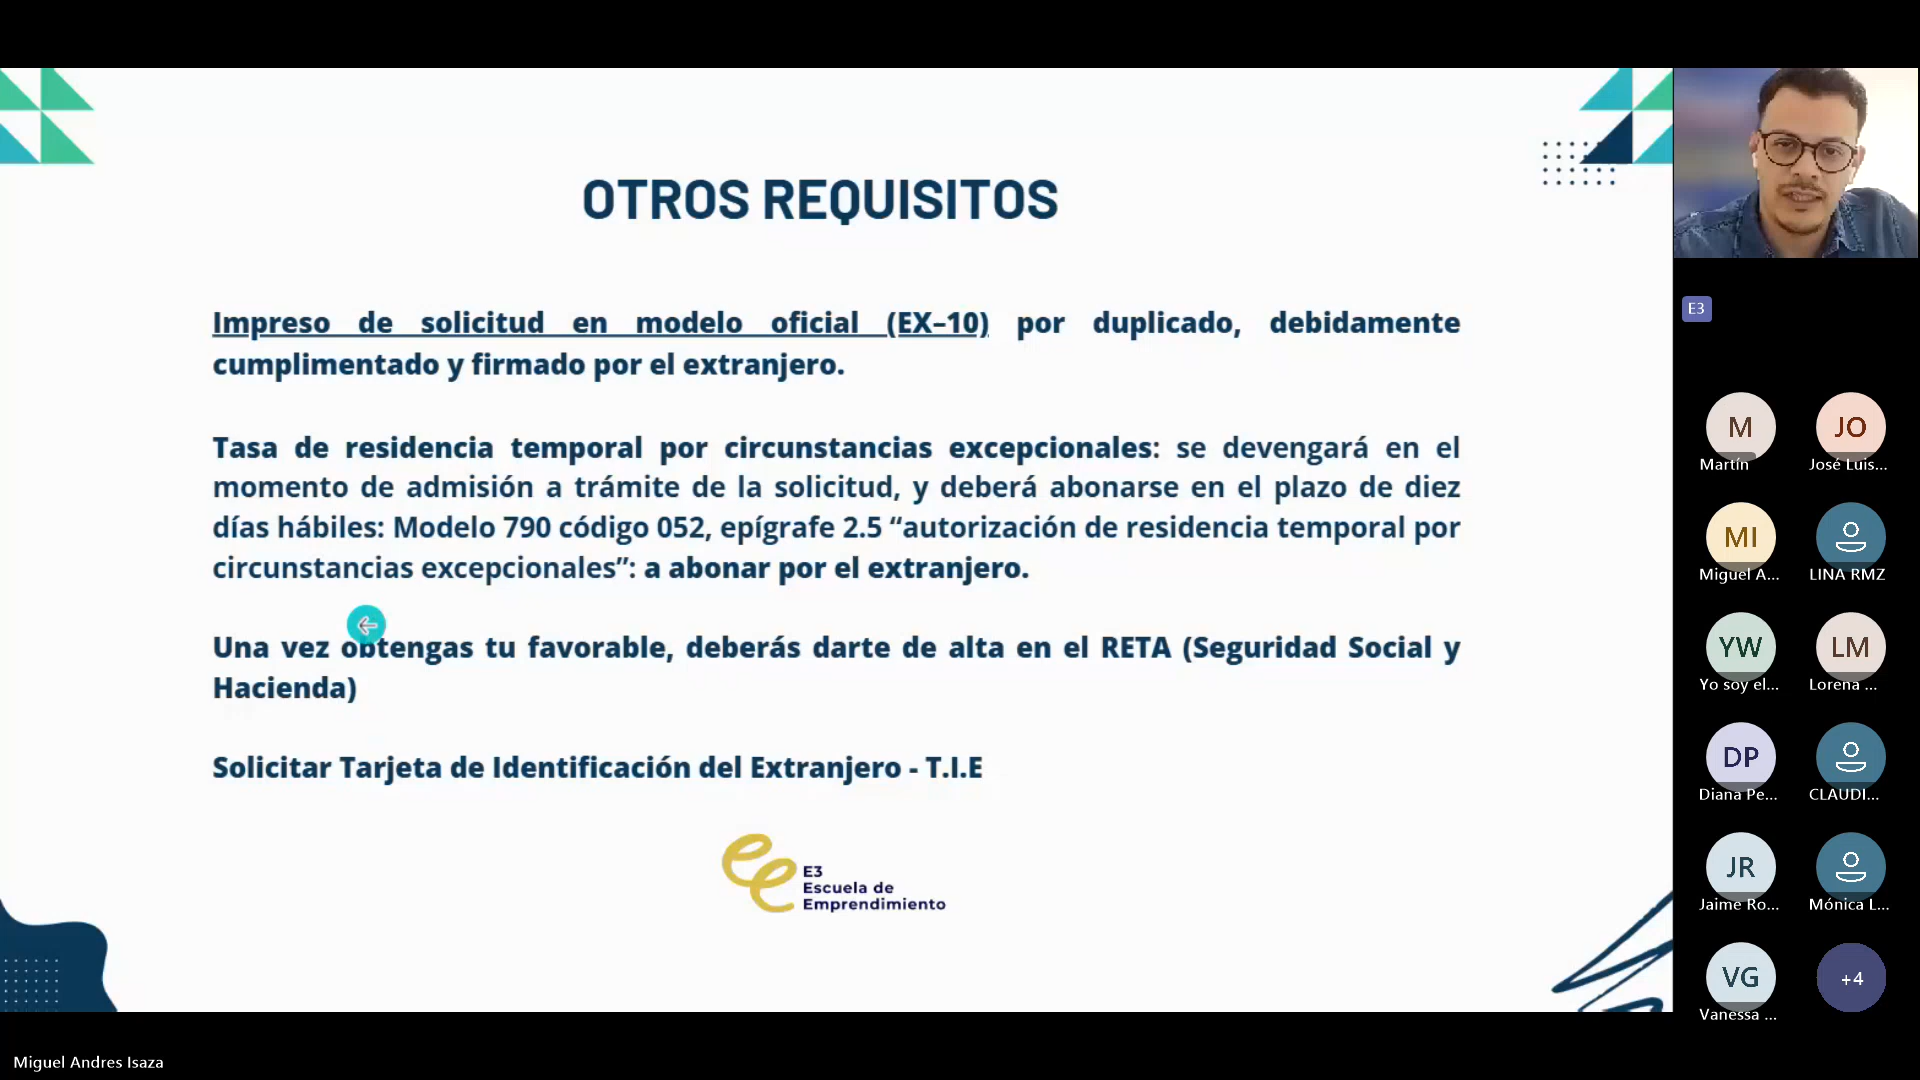 OTROS REQUISITOS
Impreso de solicitud en modelo oficial (EX–10) por duplicado, debidamente
cumplimentado y firmado por el extranjero.
Tasa de residencia temporal por circunstancias excepcionales: se devengará en el
momento de admisión a trámite de la solicitud, y deberá abonarse en el plazo de diez
días hábiles: Modelo 790 código 052, epígrafe 2.5 “autorización de residencia temporal por
circunstancias excepcionales”: a abonar por el extranjero.
Una vez obtengas tu favorable, deberás darte de alta en el RETA (Seguridad Social y
Hacienda)
Solicitar Tarjeta de Identificación del Extranjero - T.I.E
E3
Escuela de
Emprendimiento
E3
M
Martín
JO
José Luis...
MI
Miguel A...
LINA RMZ
YW
Yo soy el...
LM
Lorena ...
DP
Diana Pe...
CLAUDI...
JR
Jaime Ro...
Mónica L...
VG
Vanessa ...
+4
Miguel Andres Isaza